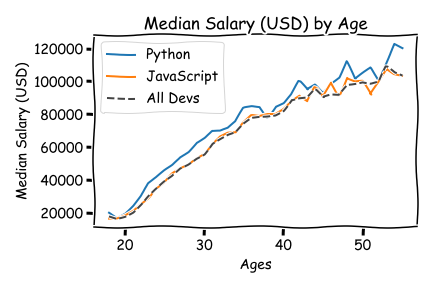 Median Salary (USD) by Age
Python
JavaScript
All Devs
Median Salary (USD)
120000
100000
80000
60000
40000
20000
20
30
40
50
Ages